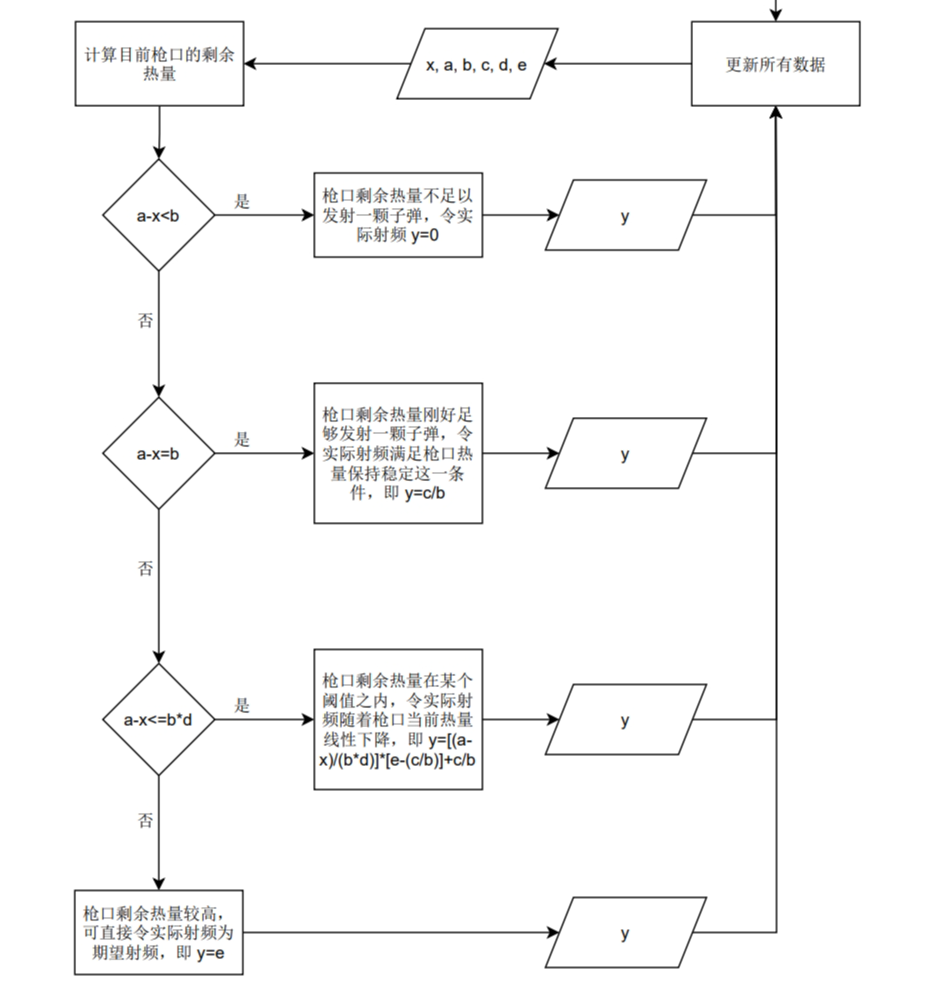 计算目前枪口的剩余
热量
x, a, b, c, d, e
更新所有数据
a-x<b
是
枪口剩余热量不足以
发射一颗子弹，令实
际射频 y=0
y
否
a-x=b
是
枪口剩余热量刚好足
够发射一颗子弹，令
实际射频满足枪口热
量保持稳定这一条
件，即 y=c/b
y
否
a-x<=b*d
是
枪口剩余热量在某个
阈值之内，令实际射
频随着枪口当前热量
线性下降，即 y=[(a-
x)/(b*d)]*[e-(c/b)]+c/b
y
否
枪口剩余热量较高，
可直接令实际射频为
期望射频，即 y=e
y